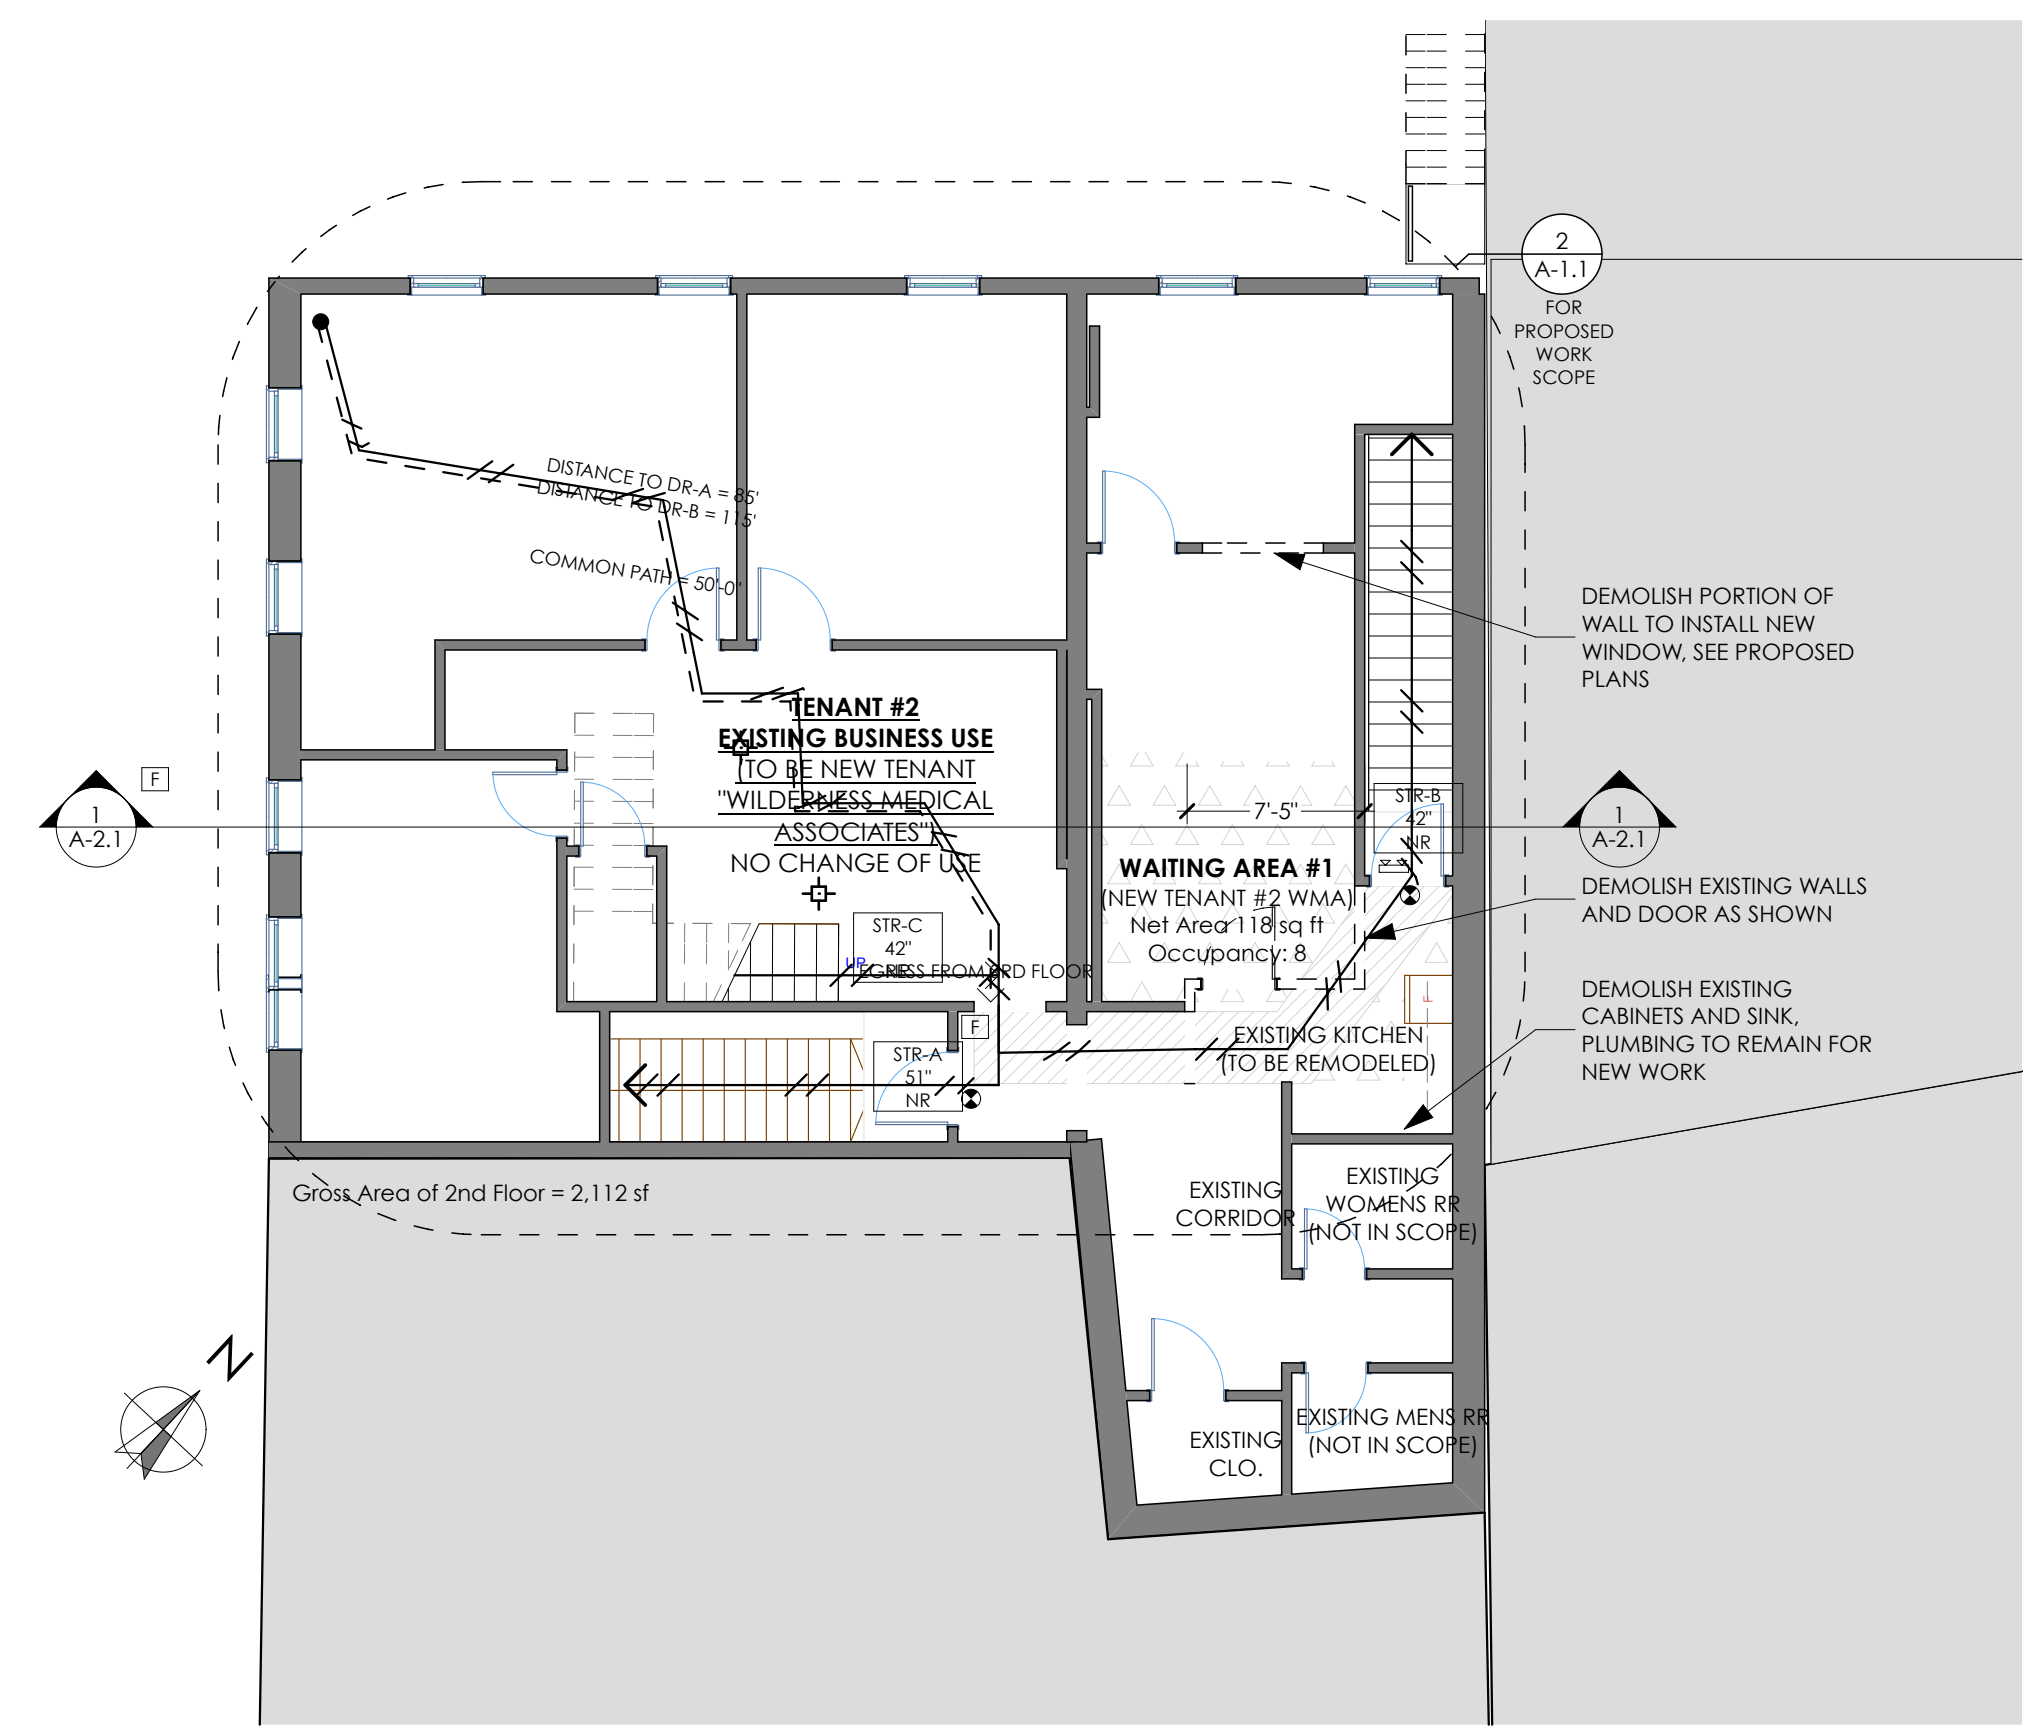 2
A-1.1
FOR
PROPOSED
WORK
SCOPE
DISTANCE TO DR-A = 85'
DISTANCE TO DR-B = 115'
COMMON PATH = 50'-0"
DEMOLISH PORTION OF
WALL TO INSTALL NEW
WINDOW, SEE PROPOSED
PLANS
TENANT #2
EXISTING BUSINESS USE
(TO BE NEW TENANT
"WILDERNESS MEDICAL
ASSOCIATES")
NO CHANGE OF USE
F
1
A-2.1
7'-5"
STR-B
42"
NR
1
A-2.1
WAITING AREA #1
(NEW TENANT #2 WMA)
Net Area 118 sq ft
Occupancy: 8
DEMOLISH EXISTING WALLS
AND DOOR AS SHOWN
STR-C
42"
NR
UP
EGRESS FROM 3RD FLOOR
DEMOLISH EXISTING
CABINETS AND SINK,
PLUMBING TO REMAIN FOR
NEW WORK
F
F
EXISTING KITCHEN
(TO BE REMODELED)
STR-A
51"
NR
Gross Area of 2nd Floor = 2,112 sf
EXISTING
CORRIDOR
EXISTING
WOMENS RR
(NOT IN SCOPE)
N
EXISTING MENS RR
(NOT IN SCOPE)
EXISTING
CLO.